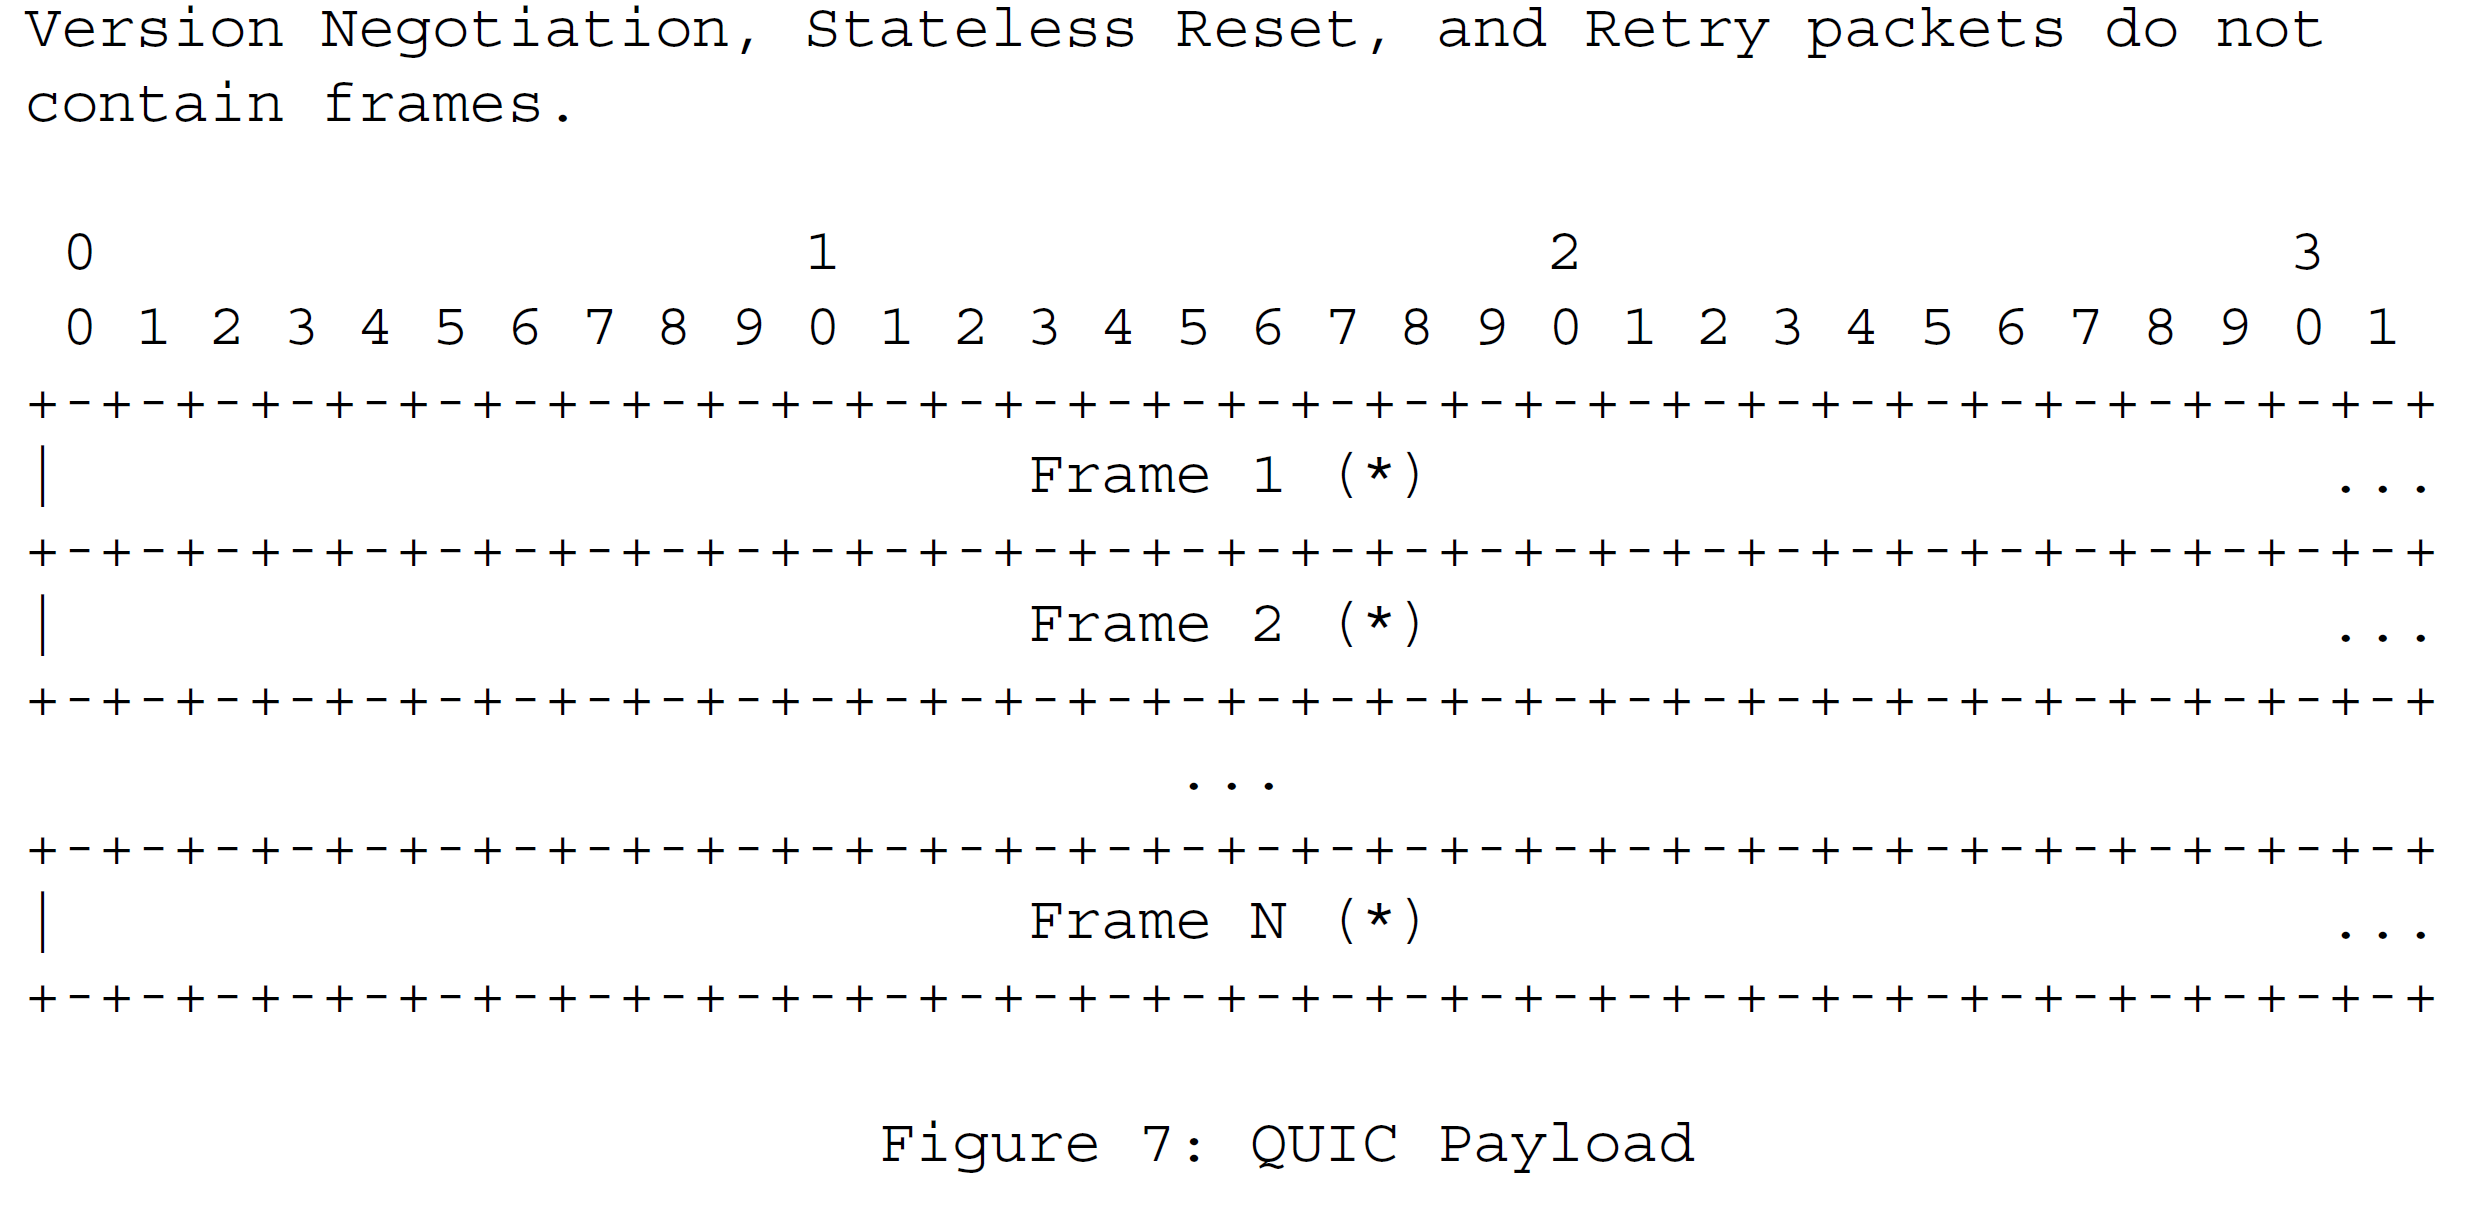 Version Negotiation, Stateless Reset, and Retry packets do not
contain frames.
0                   1                   2                   3
0 1 2 3 4 5 6 7 8 9 0 1 2 3 4 5 6 7 8 9 0 1 2 3 4 5 6 7 8 9 0 1
+-+-+-+-+-+-+-+-+-+-+-+-+-+-+-+-+-+-+-+-+-+-+-+-+-+-+-+-+-+-+-+-+
|                          Frame 1 (*)                        ...
+-+-+-+-+-+-+-+-+-+-+-+-+-+-+-+-+-+-+-+-+-+-+-+-+-+-+-+-+-+-+-+-+
|                          Frame 2 (*)                        ...
+-+-+-+-+-+-+-+-+-+-+-+-+-+-+-+-+-+-+-+-+-+-+-+-+-+-+-+-+-+-+-+-+
...
+-+-+-+-+-+-+-+-+-+-+-+-+-+-+-+-+-+-+-+-+-+-+-+-+-+-+-+-+-+-+-+-+
|                          Frame N (*)                        ...
+-+-+-+-+-+-+-+-+-+-+-+-+-+-+-+-+-+-+-+-+-+-+-+-+-+-+-+-+-+-+-+-+
Figure 7: QUIC Payload